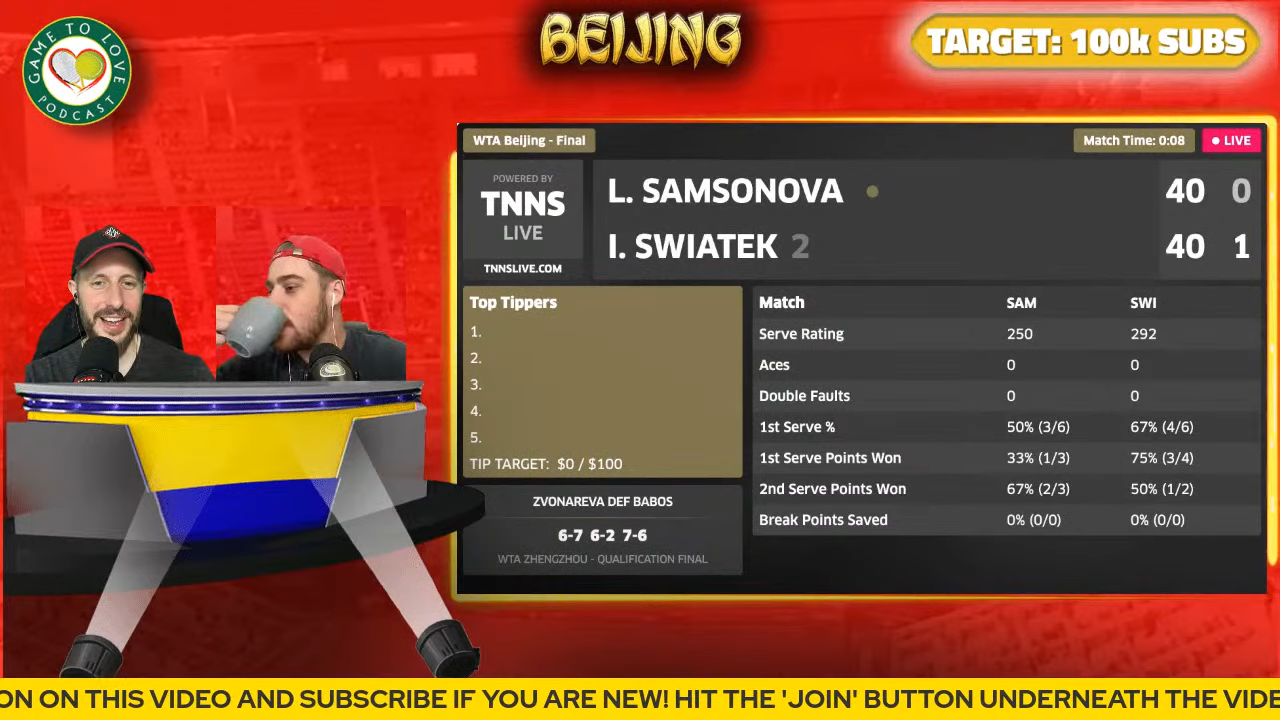 GAME TO LOVE
PODCAST
BEIJING
TARGET: 100k SUBS
WTA Beijing - Final
Match Time: 0:08
LIVE
POWERED BY
TNNS
LIVE
TNNSLIVE.COM
L. SAMSONOVA 40 0
I. SWIATEK 2 40 1
Top Tippers
1.
2.
3.
4.
5.
TIP TARGET: $0 / $100
ZVONAREVA DEF BABOS
6-7 6-2 7-6
WTA ZHENGZHOU - QUALIFICATION FINAL
Match SAM SWI
Serve Rating 250 292
Aces 0 0
Double Faults 0 0
1st Serve % 50% (3/6) 67% (4/6)
1st Serve Points Won 33% (1/3) 75% (3/4)
2nd Serve Points Won 67% (2/3) 50% (1/2)
Break Points Saved 0% (0/0) 0% (0/0)
ON ON THIS VIDEO AND SUBSCRIBE IF YOU ARE NEW! HIT THE 'JOIN' BUTTON UNDERNEATH THE VIDE